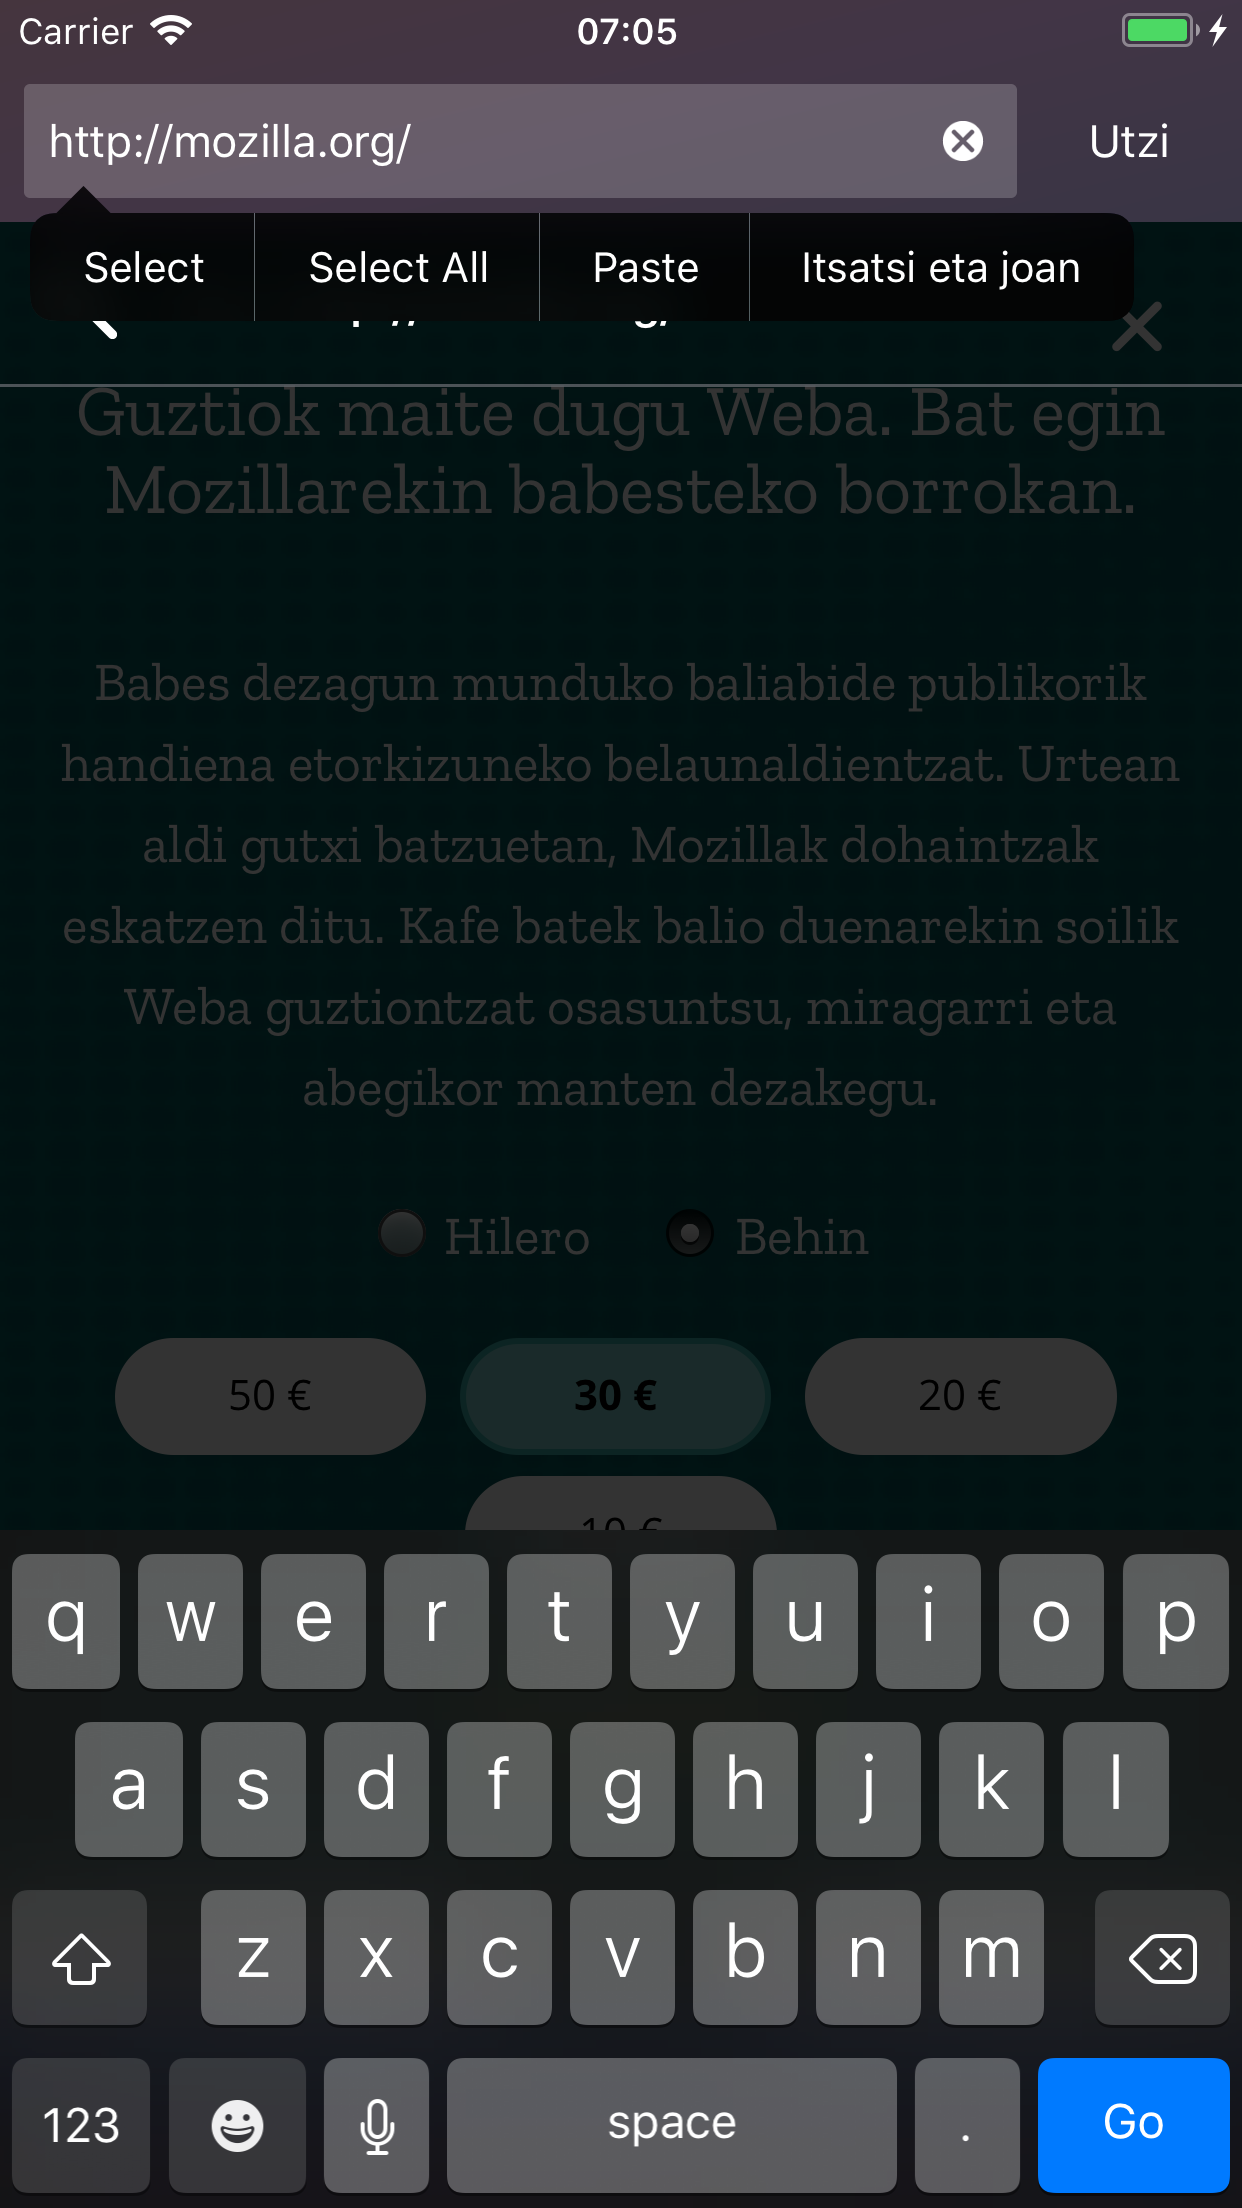 Carrier 07:05
http://mozilla.org/ Utzi
Select Select All Paste Itsatsi eta joan
Guztiok maite dugu Weba. Bat egin
Mozillarekin babesteko borrokan.
Babes dezagun munduko baliabide publikorik
handiena etorkizuneko belaunaldientzat. Urtean
aldi gutxi batzuetan, Mozillak dohaintzak
eskatzen ditu. Kafe batek balio duenarekin soilik
Weba guztiontzat osasuntsu, miragarri eta
abegikor manten dezakegu.
Hilero Behin
50 € 30 € 20 €
10 €
q w e r t y u i o p
a s d f g h j k l
z x c v b n m
123 space . Go